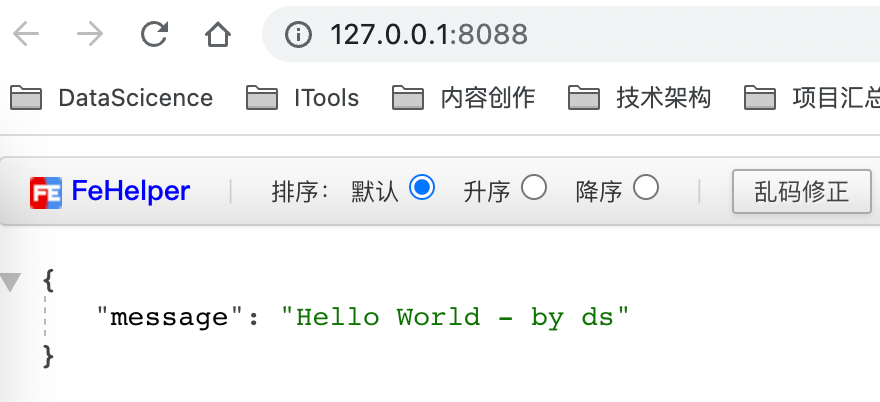 127.0.0.1:8088
DataScicence ITools 内容创作 技术架构 项目汇总
FeHelper 排序: 默认 升序 降序 乱码修正
{
"message": "Hello World - by ds"
}